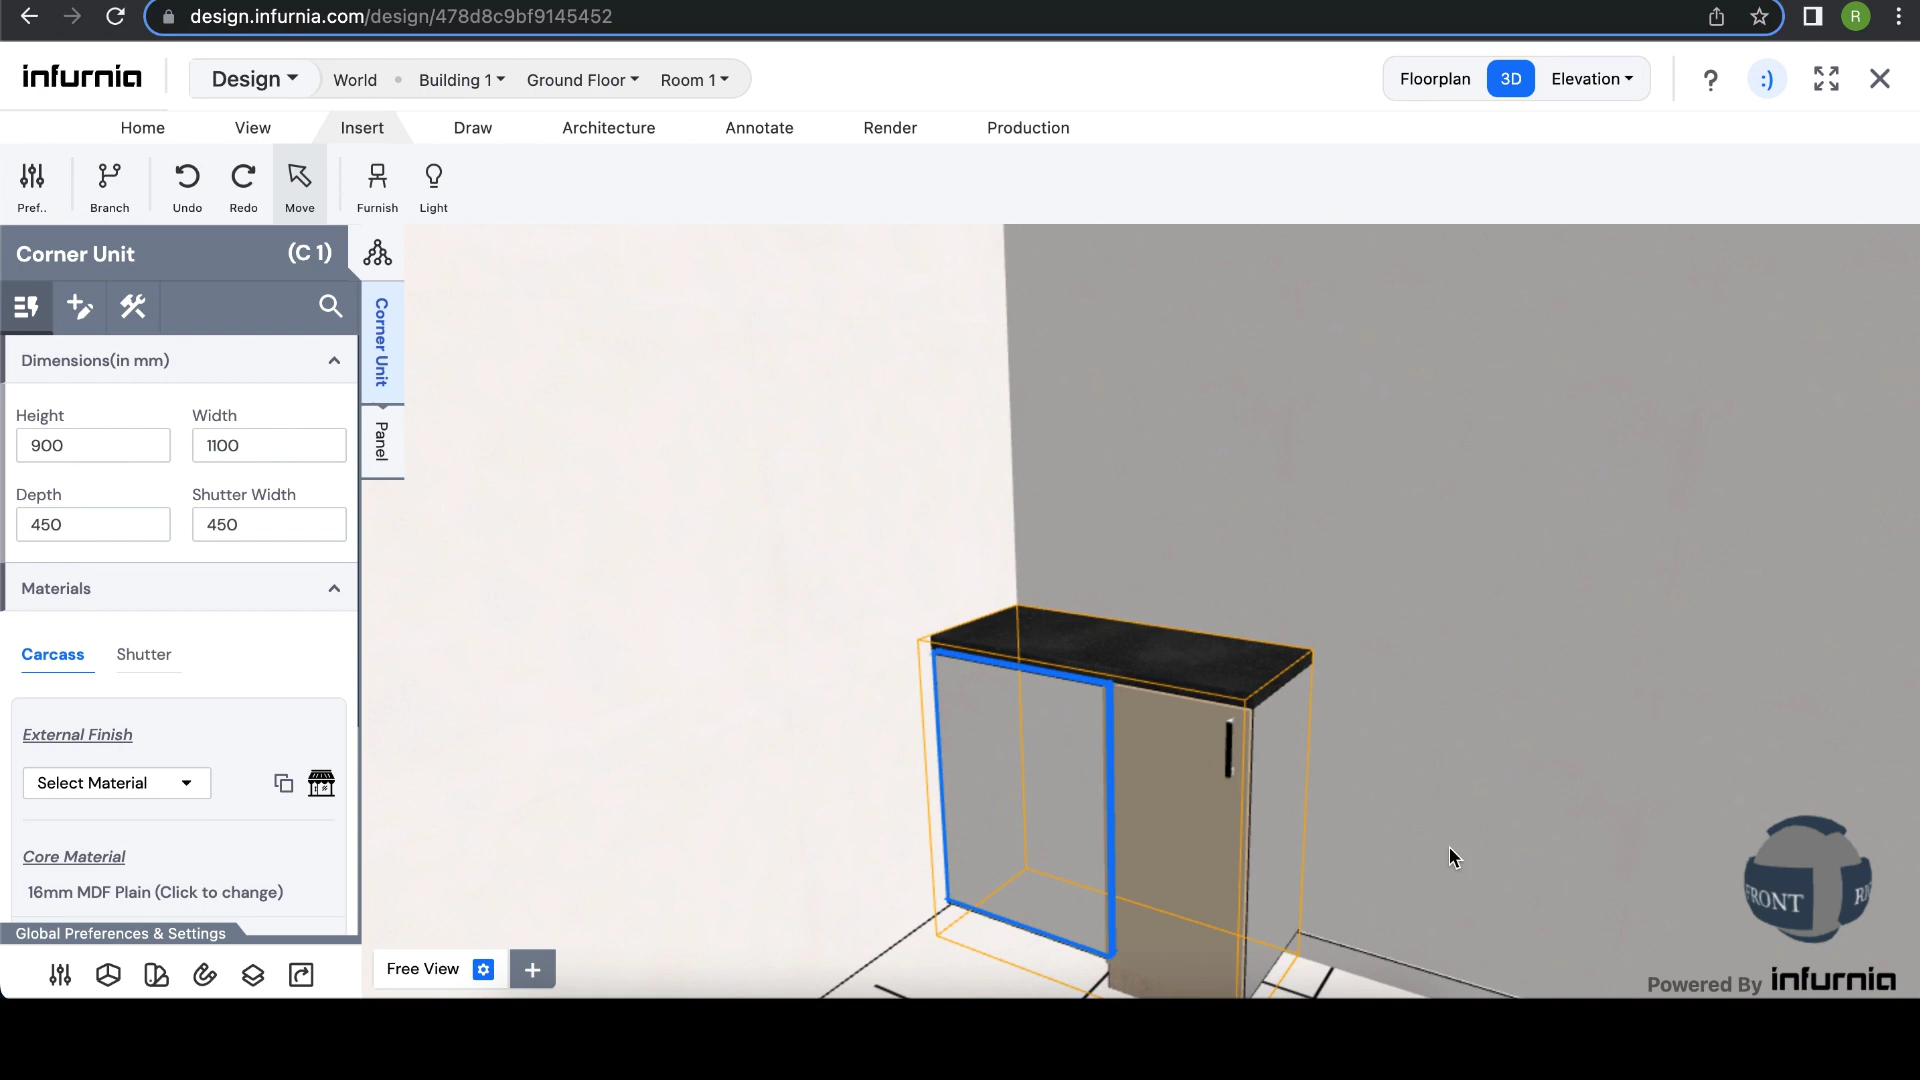 design.infurnia.com/design/478d8c9bf9145452
R
infurnia
Design World Building 1 Ground Floor Room 1
Floorplan 3D Elevation ? :)
Home View Insert Draw Architecture Annotate Render Production
Pref.. Branch Undo Redo Move Furnish Light
Corner Unit (C 1)
Corner Unit
Panel
Dimensions(in mm)
Height Width
900 1100
Depth Shutter Width
450 450
Materials
Carcass Shutter
External Finish
Select Material
Core Material
16mm MDF Plain (Click to change)
Global Preferences & Settings
Free View
+
FRONT
Powered By infurnia